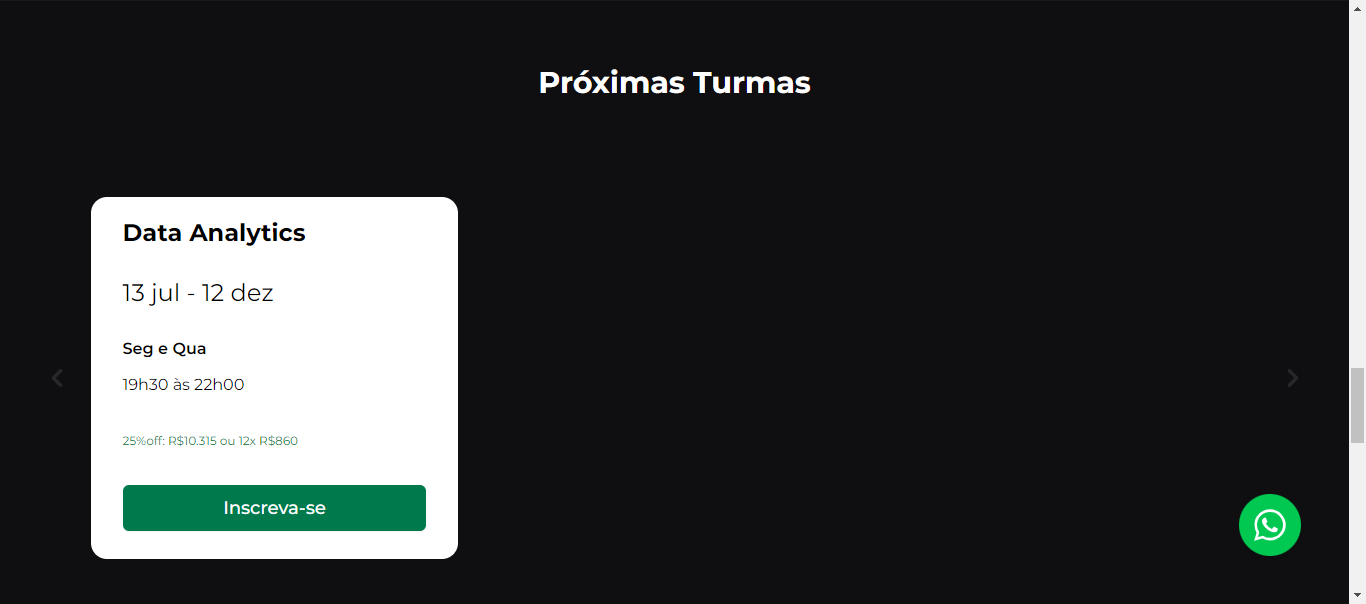 Próximas Turmas
Data Analytics
13 jul - 12 dez
Seg e Qua
19h30 às 22h00
25%off: R$10.315 ou 12x R$860
Inscreva-se